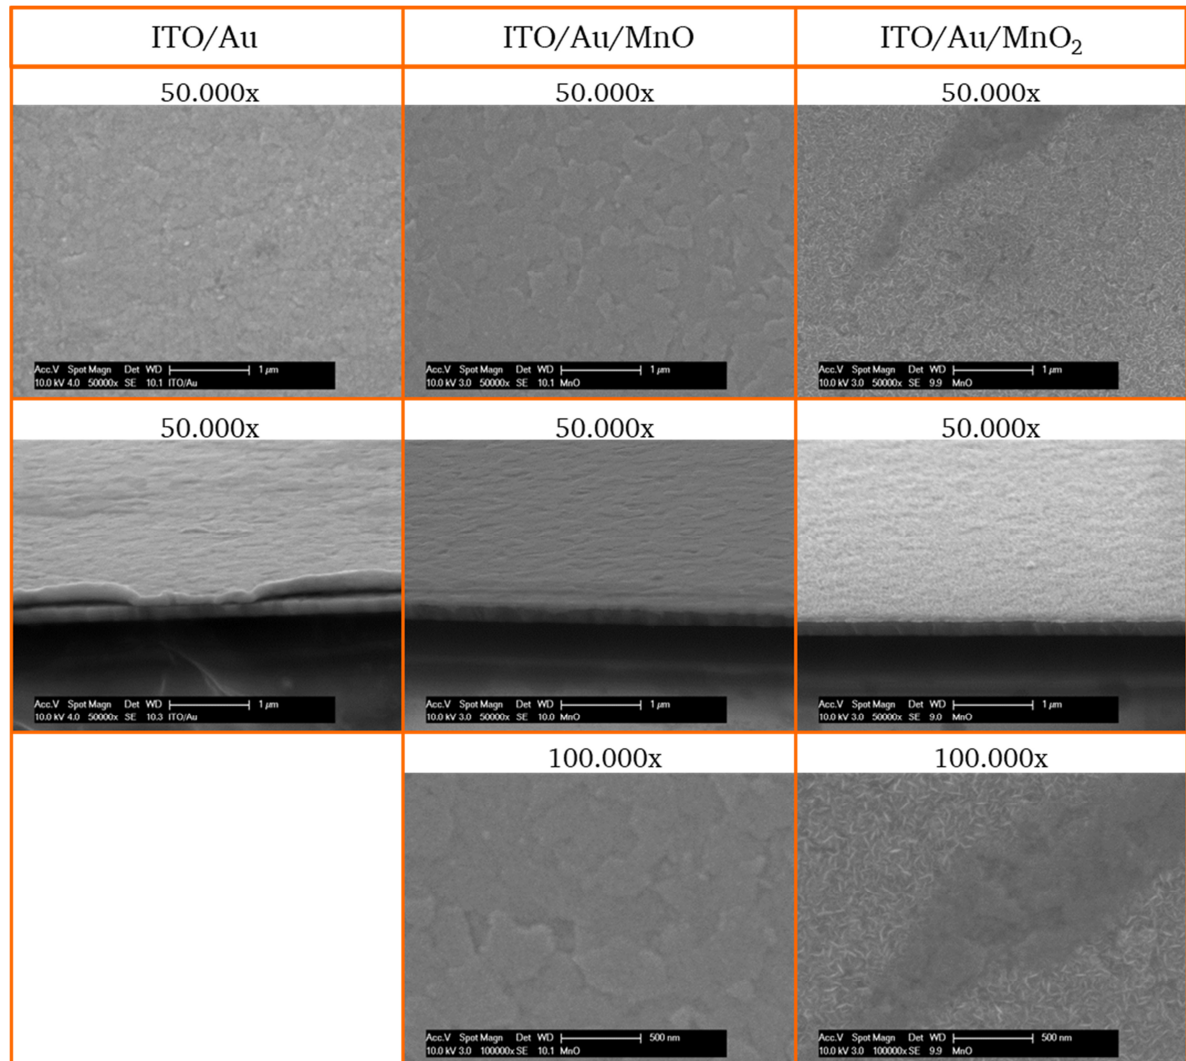 ITO/Au
ITO/Au/MnO
ITO/Au/MnO₂
50.000x
50.000x
50.000x
Acc.V Spot Magn Det WD 1 µm
10.0 kV 4.0 50000x SE 10.1 ITO/Au
Acc.V Spot Magn Det WD 1 µm
10.0 kV 3.0 50000x SE 10.1 MnO
Acc.V Spot Magn Det WD 1 µm
10.0 kV 3.0 50000x SE 9.9 MnO
50.000x
50.000x
50.000x
Acc.V Spot Magn Det WD 1 µm
10.0 kV 4.0 50000x SE 10.3 ITO/Au
Acc.V Spot Magn Det WD 1 µm
10.0 kV 3.0 50000x SE 10.0 MnO
Acc.V Spot Magn Det WD 1 µm
10.0 kV 3.0 50000x SE 9.0 MnO
100.000x
100.000x
Acc.V Spot Magn Det WD 500 nm
10.0 kV 3.0 100000x SE 10.1 MnO
Acc.V Spot Magn Det WD 500 nm
10.0 kV 3.0 100000x SE 9.9 MnO